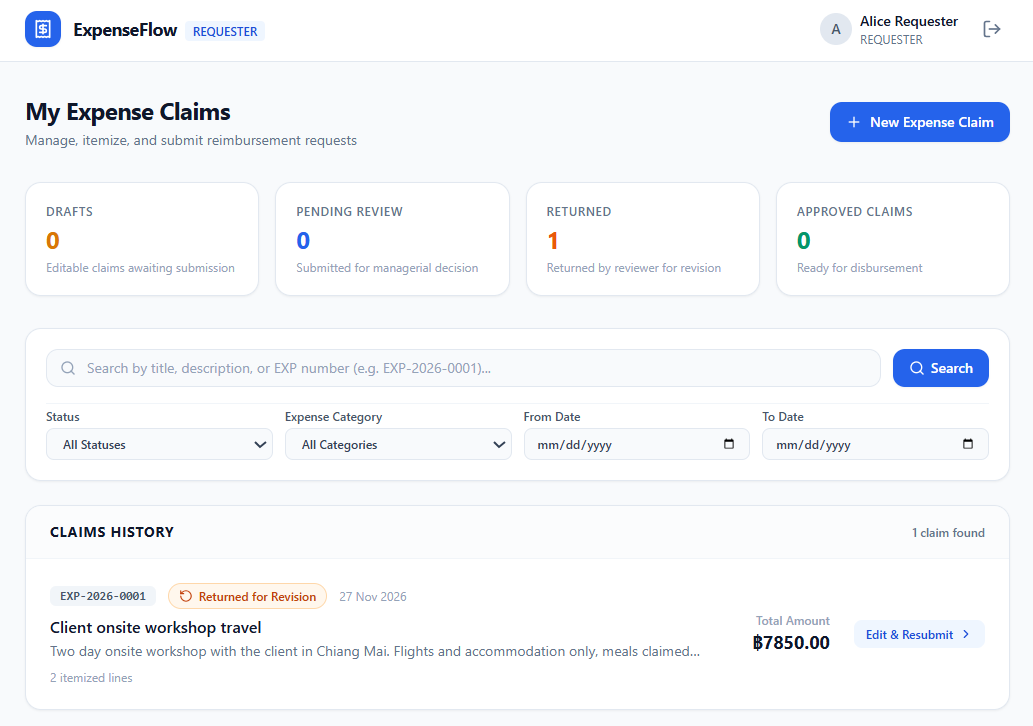 ExpenseFlow REQUESTER
A Alice Requester
REQUESTER
My Expense Claims
Manage, itemize, and submit reimbursement requests
+ New Expense Claim
DRAFTS
0
Editable claims awaiting submission
PENDING REVIEW
0
Submitted for managerial decision
RETURNED
1
Returned by reviewer for revision
APPROVED CLAIMS
0
Ready for disbursement
Search by title, description, or EXP number (e.g. EXP-2026-0001)...
Search
Status
All Statuses
Expense Category
All Categories
From Date
mm/dd/yyyy
To Date
mm/dd/yyyy
CLAIMS HISTORY
1 claim found
EXP-2026-0001 Returned for Revision 27 Nov 2026
Client onsite workshop travel
Two day onsite workshop with the client in Chiang Mai. Flights and accommodation only, meals claimed...
2 itemized lines
Total Amount
฿7850.00
Edit & Resubmit